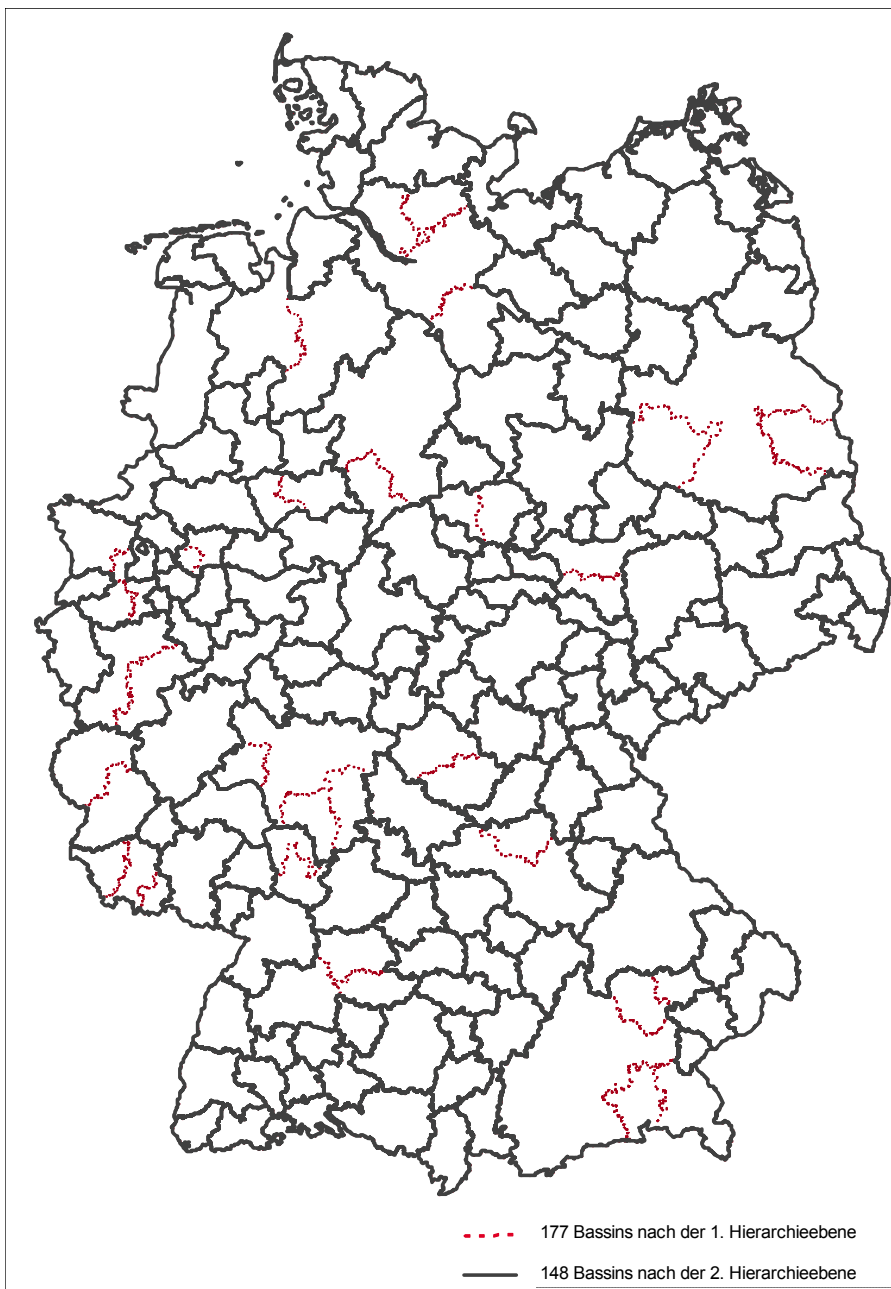 177 Bassins nach der 1. Hierarchieebene
148 Bassins nach der 2. Hierarchieebene